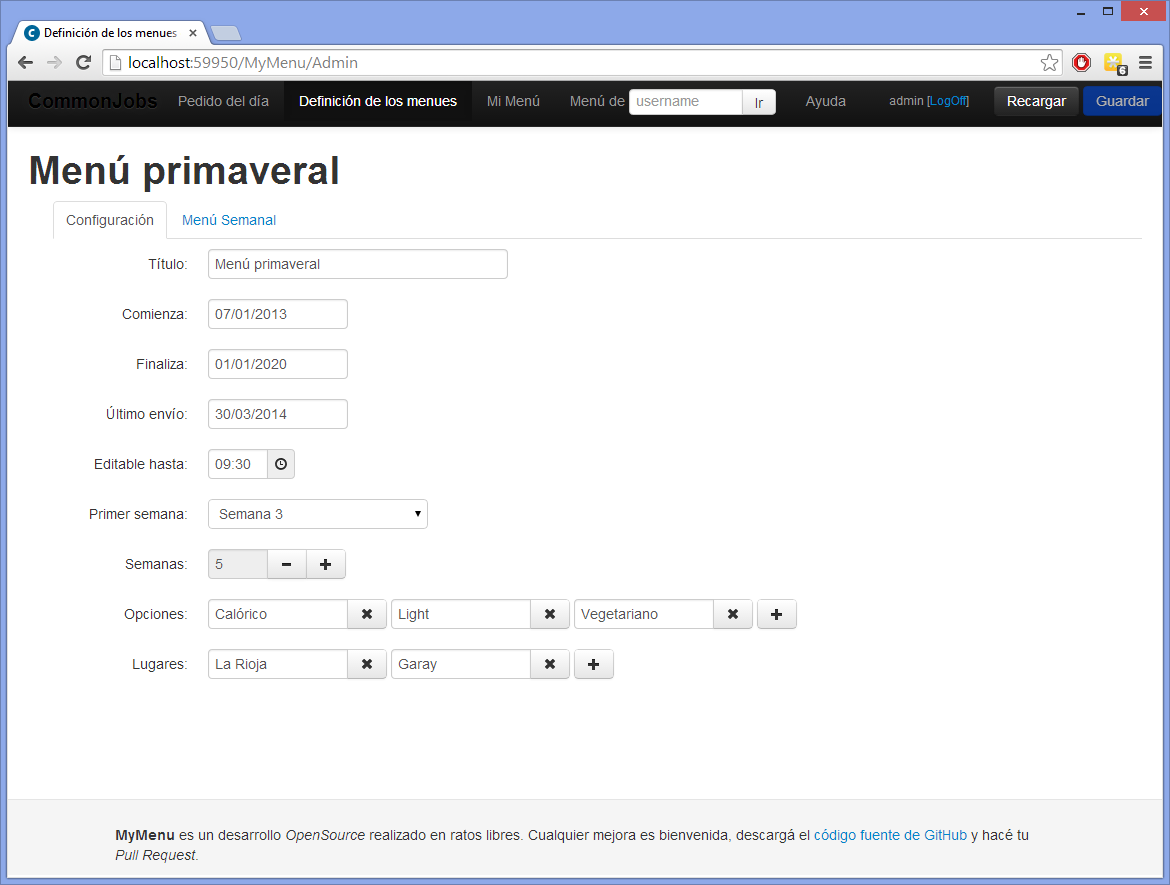 Definición de los menues
localhost:59950/MyMenu/Admin
6
CommonJobs Pedido del día Definición de los menues Mi Menú Menú de username Ir Ayuda admin [LogOff] Recargar Guardar
Menú primaveral
Configuración Menú Semanal
Título: Menú primaveral
Comienza: 07/01/2013
Finaliza: 01/01/2020
Último envío: 30/03/2014
Editable hasta: 09:30
Primer semana: Semana 3
Semanas: 5
Opciones: Calórico Light Vegetariano
Lugares: La Rioja Garay
MyMenu es un desarrollo OpenSource realizado en ratos libres. Cualquier mejora es bienvenida, descargá el código fuente de GitHub y hacé tu
Pull Request.